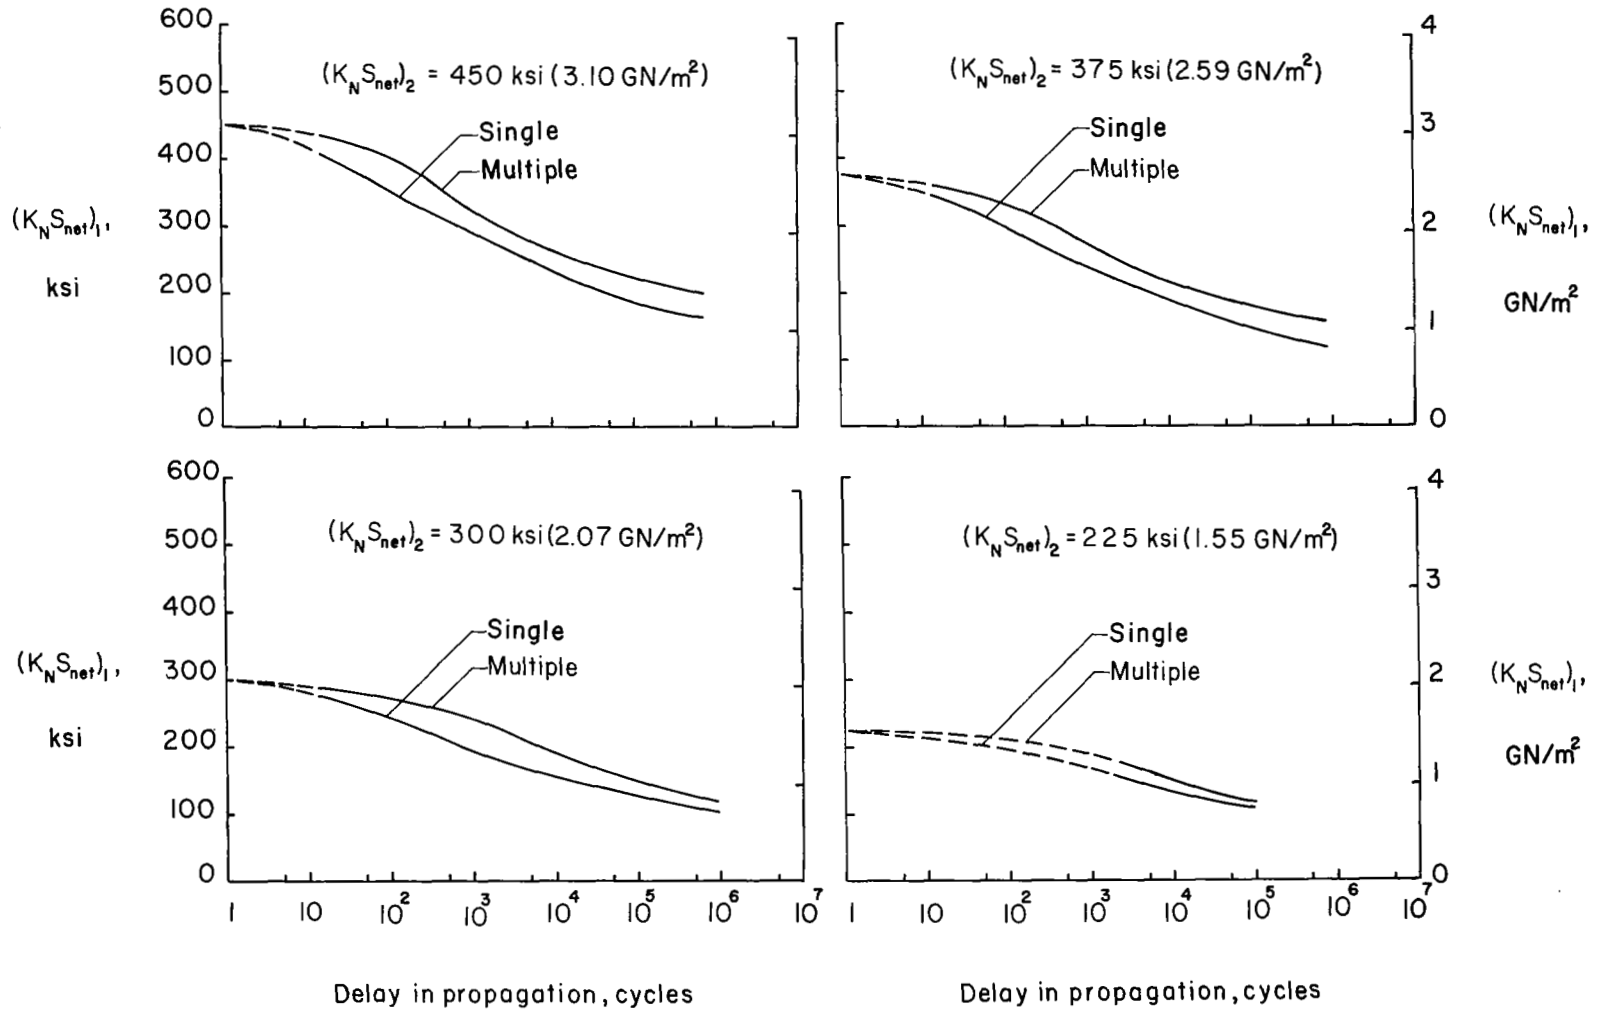 600
500
400
300
200
100
0
(K_N S_net)_1,
ksi
(K_N S_net)_2 = 450 ksi (3.10 GN/m²)
Single
Multiple
(K_N S_net)_2 = 375 ksi (2.59 GN/m²)
Single
Multiple
4
3
2
1
0
(K_N S_net)_1,
GN/m²
600
500
400
300
200
100
0
(K_N S_net)_1,
ksi
(K_N S_net)_2 = 300 ksi (2.07 GN/m²)
Single
Multiple
1 10 10² 10³ 10⁴ 10⁵ 10⁶ 10⁷
Delay in propagation, cycles
(K_N S_net)_2 = 225 ksi (1.55 GN/m²)
Single
Multiple
4
3
2
1
0
(K_N S_net)_1,
GN/m²
1 10 10² 10³ 10⁴ 10⁵ 10⁶ 10⁷
Delay in propagation, cycles